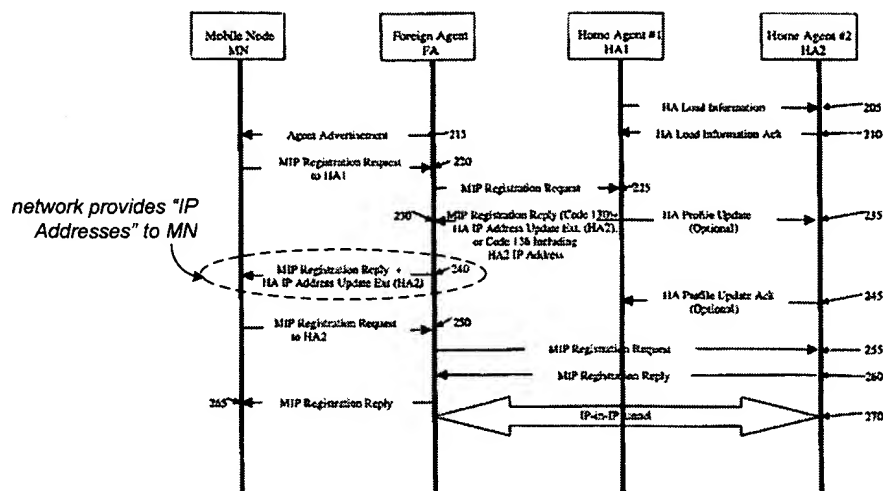 Mobile Node
MN
Foreign Agent
FA
Home Agent #1
HA1
Home Agent #2
HA2
HA Load Information
205
HA Load Information Ack
210
Agent Advertisement
215
MIP Registration Request
to HA1
220
MIP Registration Request
225
network provides "IP
Addresses" to MN
230
MIP Registration Reply (Code
HA IP Address Update Ext. (HA2),
or Code 136 Including
HA2 IP Address
HA Profile Update
(Optional)
235
MIP Registration Reply +
HA IP Address Update Ext (HA2)
240
HA Profile Update Ack
(Optional)
245
MIP Registration Request
to HA2
250
MIP Registration Request
255
MIP Registration Reply
260
265
MIP Registration Reply
IP-in-IP tunnel
270